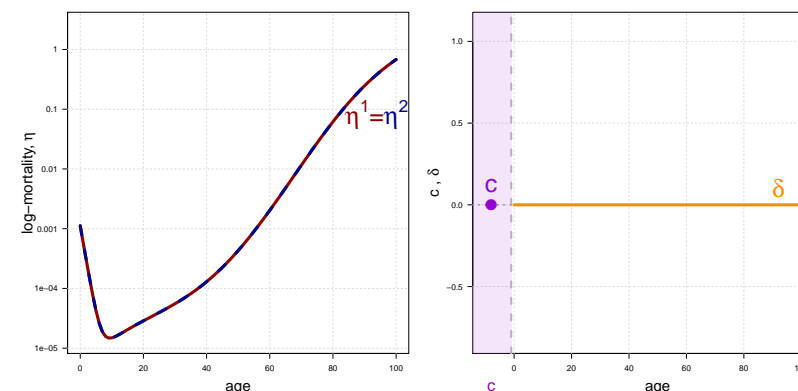 log−mortality, η
1
0.1
0.01
0.001
1e−04
1e−05
0 20 40 60 80 100
age
η¹=η²
c , δ
1.0
0.5
0.0
−0.5
c
δ
0 20 40 60 80 10
c
age